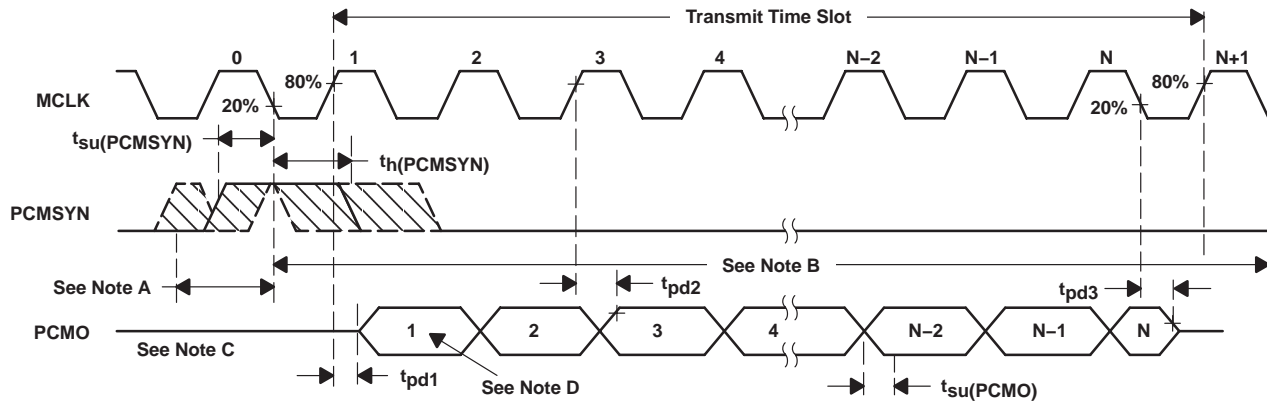 Transmit Time Slot
0 1 2 3 4 N–2 N–1 N N+1
80% 80%
MCLK 20% 20%
tsu(PCMSYN)
th(PCMSYN)
PCMSYN
See Note B
See Note A tpd2 tpd3
PCMO 1 2 3 4 N–2 N–1 N
See Note C
tpd1 See Note D tsu(PCMO)